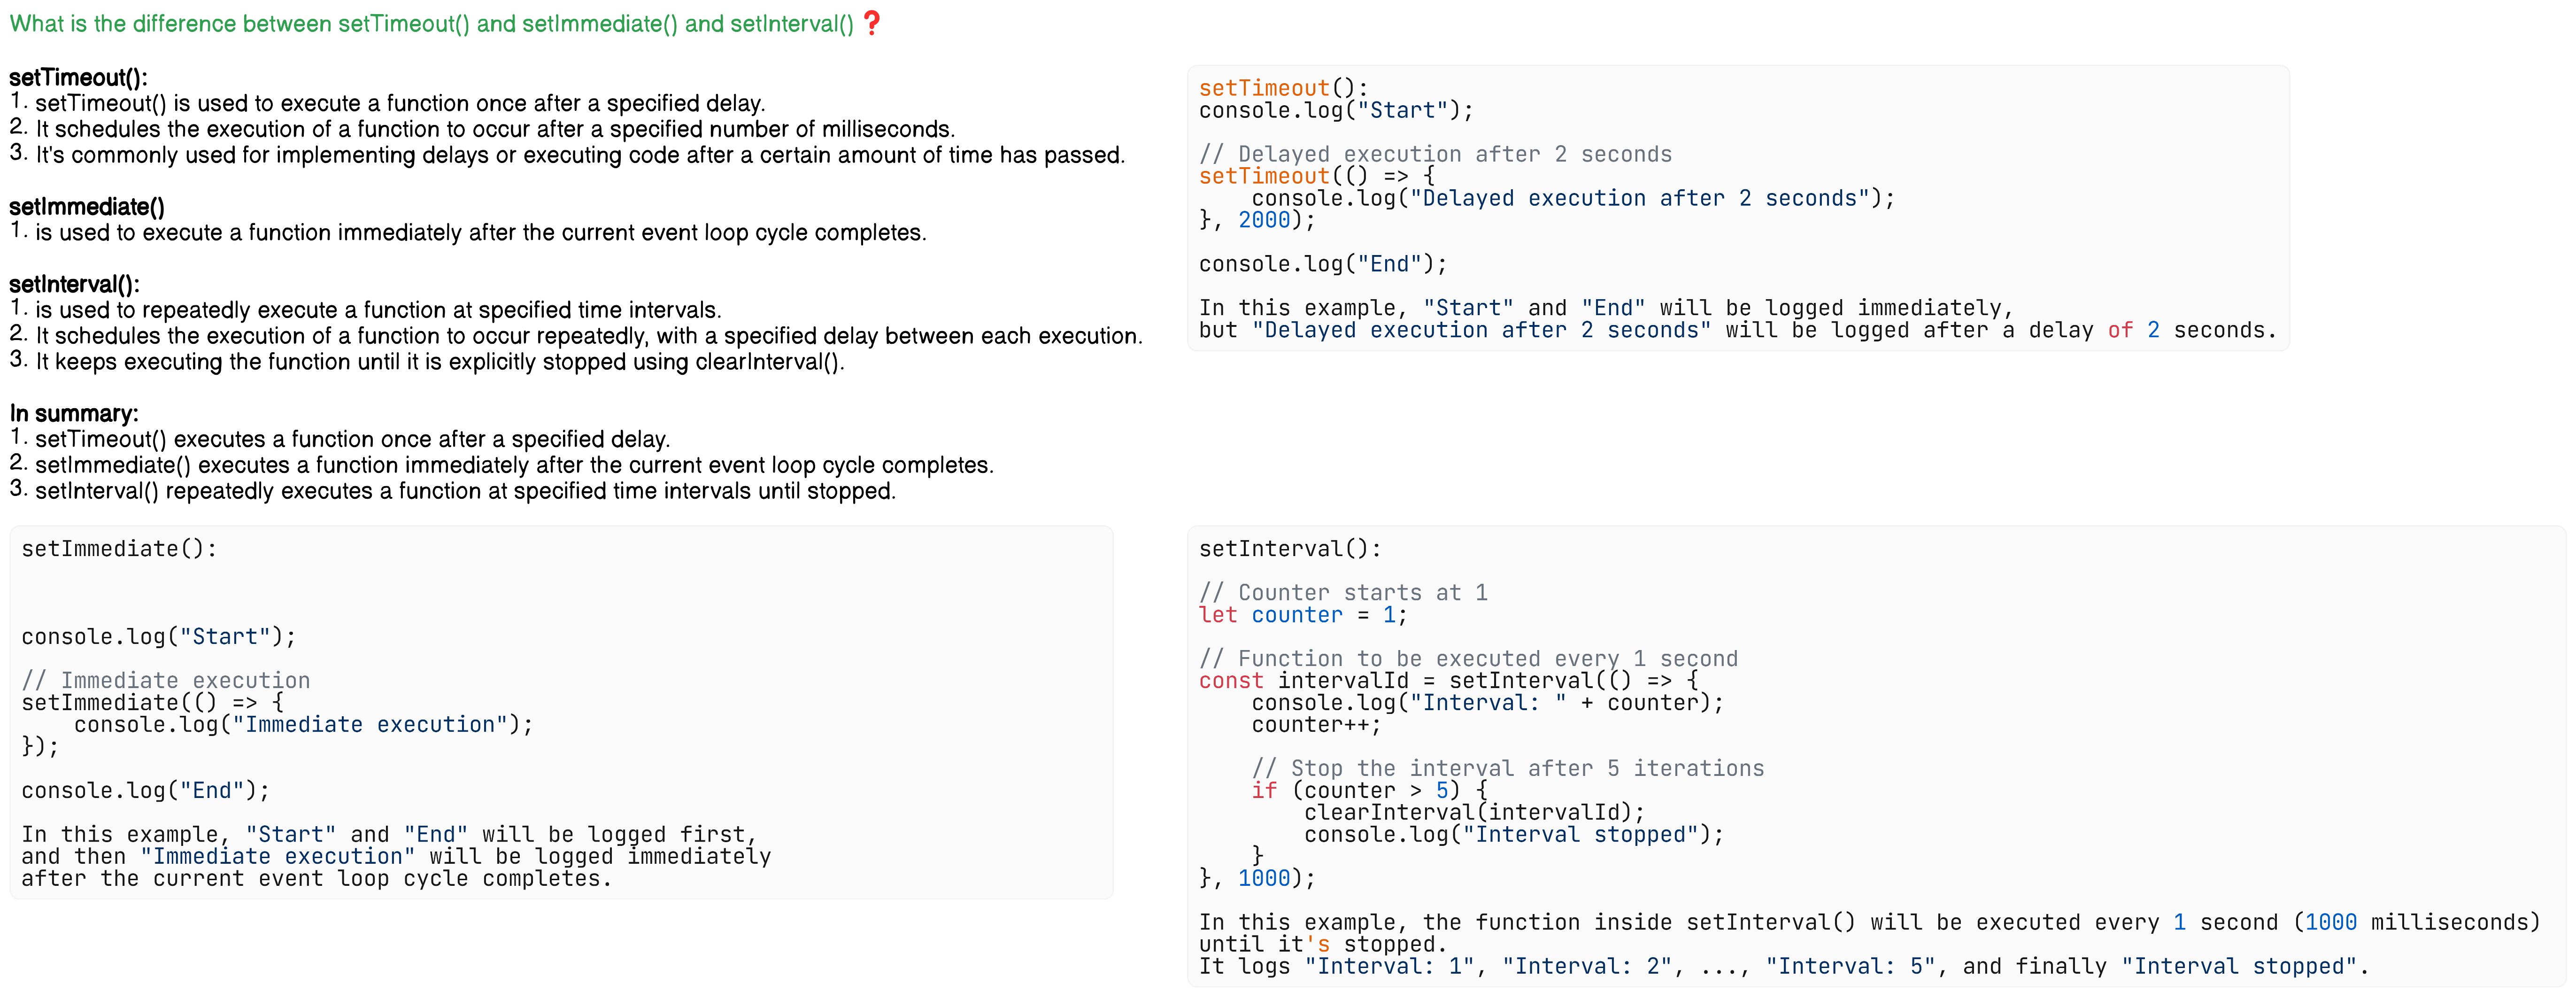 What is the difference between setTimeout() and setImmediate() and setInterval() ❓
setTimeout():
1. setTimeout() is used to execute a function once after a specified delay.
2. It schedules the execution of a function to occur after a specified number of milliseconds.
3. It's commonly used for implementing delays or executing code after a certain amount of time has passed.
setImmediate()
1. is used to execute a function immediately after the current event loop cycle completes.
setInterval():
1. is used to repeatedly execute a function at specified time intervals.
2. It schedules the execution of a function to occur repeatedly, with a specified delay between each execution.
3. It keeps executing the function until it is explicitly stopped using clearInterval().
In summary:
1. setTimeout() executes a function once after a specified delay.
2. setImmediate() executes a function immediately after the current event loop cycle completes.
3. setInterval() repeatedly executes a function at specified time intervals until stopped.
setTimeout():
console.log("Start");
// Delayed execution after 2 seconds
setTimeout(() => {
    console.log("Delayed execution after 2 seconds");
}, 2000);
console.log("End");
In this example, "Start" and "End" will be logged immediately,
but "Delayed execution after 2 seconds" will be logged after a delay of 2 seconds.
setImmediate():
console.log("Start");
// Immediate execution
setImmediate(() => {
    console.log("Immediate execution");
});
console.log("End");
In this example, "Start" and "End" will be logged first,
and then "Immediate execution" will be logged immediately
after the current event loop cycle completes.
setInterval():
// Counter starts at 1
let counter = 1;
// Function to be executed every 1 second
const intervalId = setInterval(() => {
    console.log("Interval: " + counter);
    counter++;
    // Stop the interval after 5 iterations
    if (counter > 5) {
        clearInterval(intervalId);
        console.log("Interval stopped");
    }
}, 1000);
In this example, the function inside setInterval() will be executed every 1 second (1000 milliseconds)
until it's stopped.
It logs "Interval: 1", "Interval: 2", ..., "Interval: 5", and finally "Interval stopped".